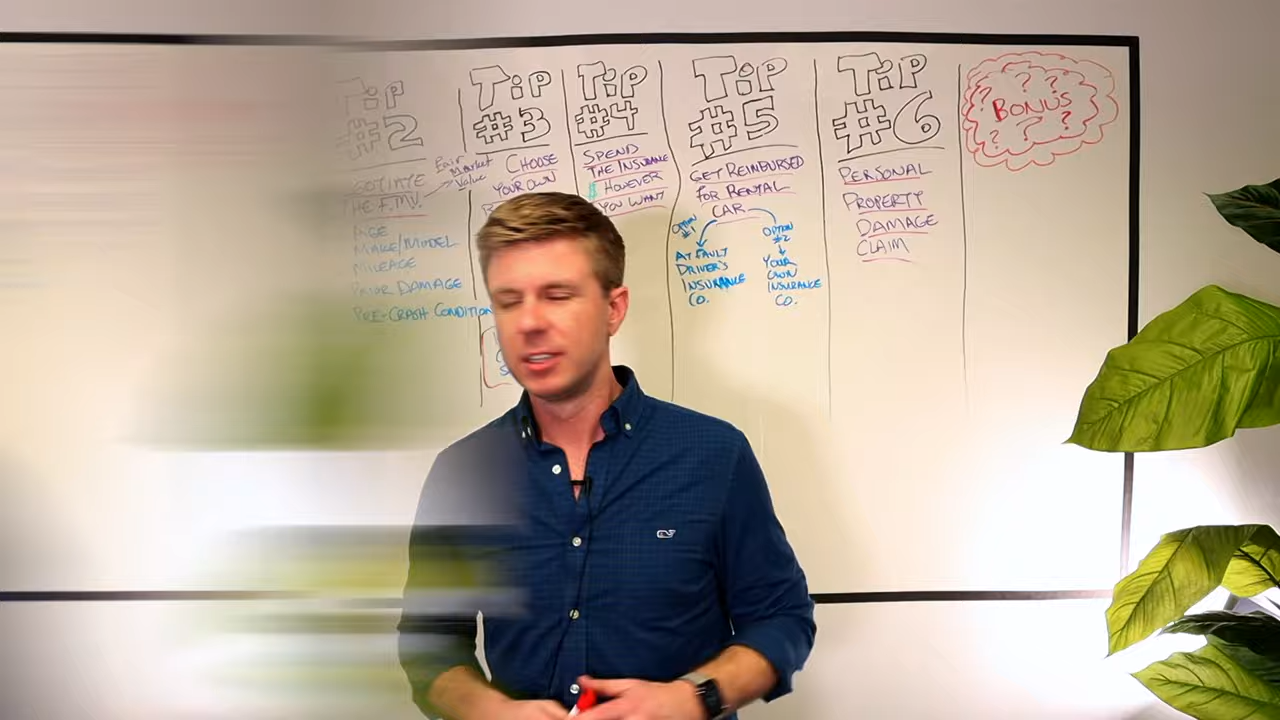 TiP
#2
GOTIATE
THE F.M.V.
Fair
Market
Value
AGE
MAKE/MODEL
MILEAGE
PRIOR DAMAGE
PRE-CRASH CONDITION
TiP
#3
CHOOSE
YOUR OWN
TiP
#4
SPEND
THE INSURANCE
$ HOWEVER
YOU WANT
TiP
#5
GET REIMBURSED
FOR RENTAL
CAR
OPTION
#1
AT FAULT
DRIVER'S
INSURANCE
CO.
OPTION
#2
YOUR
OWN
INSURANCE
CO.
TiP
#6
PERSONAL
PROPERTY
DAMAGE
CLAIM
? ? ?
? BONUS ?
? ? ?